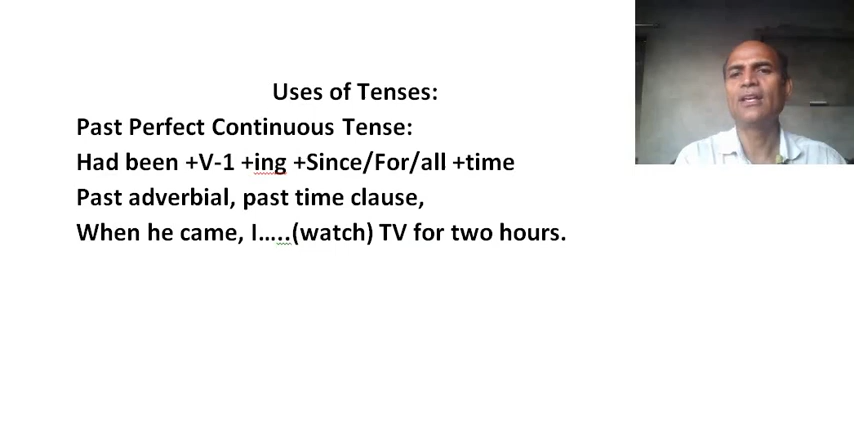 Uses of Tenses:
Past Perfect Continuous Tense:
Had been +V-1 +ing +Since/For/all +time
Past adverbial, past time clause,
When he came, I…..(watch) TV for two hours.